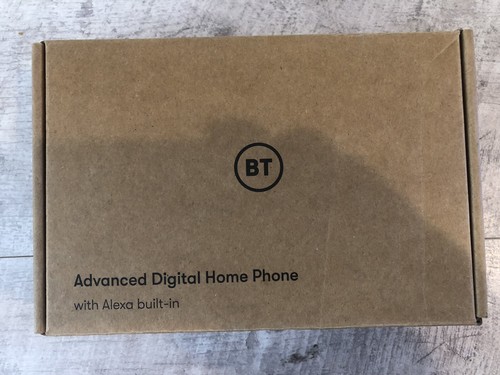 BT
Advanced Digital Home Phone
with Alexa built-in